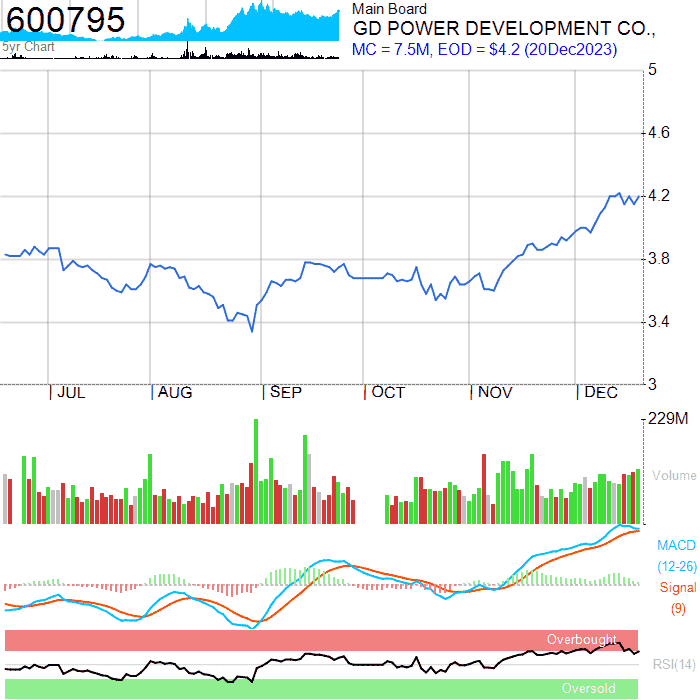 600795
5yr Chart
Main Board
GD POWER DEVELOPMENT CO.,
MC = 7.5M, EOD = $4.2 (20Dec2023)
5
4.6
4.2
3.8
3.4
3
JUL AUG SEP OCT NOV DEC
229M
Volume
MACD
(12-26)
Signal
(9)
Overbought
RSI(14)
Oversold